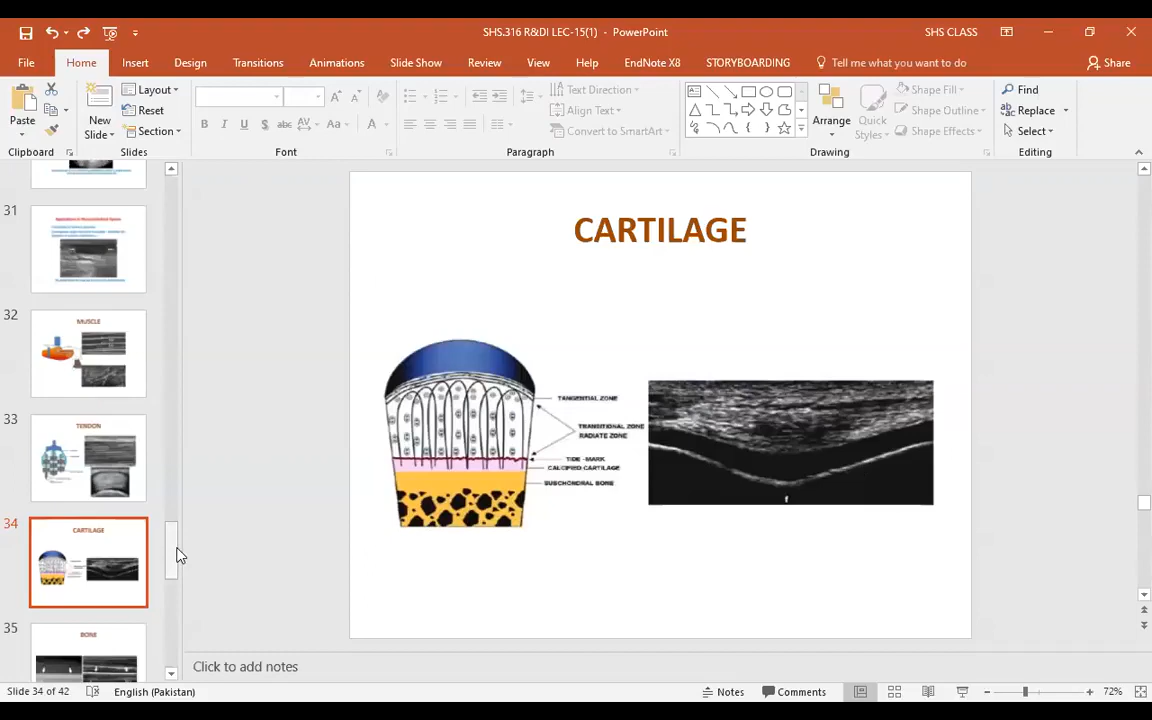 SHS.316 R&DI LEC-15(1) - PowerPoint
SHS CLASS
File Home Insert Design Transitions Animations Slide Show Review View Help EndNote X8 STORYBOARDING Tell me what you want to do Share
Paste
New Slide
Layout
Reset
Section
B I U S abc AV Aa A
Text Direction
Align Text
Convert to SmartArt
Arrange
Quick Styles
Shape Fill
Shape Outline
Shape Effects
Find
Replace
Select
Clipboard Slides Font Paragraph Drawing Editing
31
32
MUSCLE
33
TENDON
34
CARTILAGE
35
BONE
CARTILAGE
TANGENTIAL ZONE
TRANSITIONAL ZONE
RADIATE ZONE
TIDE-MARK
CALCIFIED CARTILAGE
SUBCHONDRAL BONE
f
Click to add notes
Slide 34 of 42 English (Pakistan) Notes Comments 72%